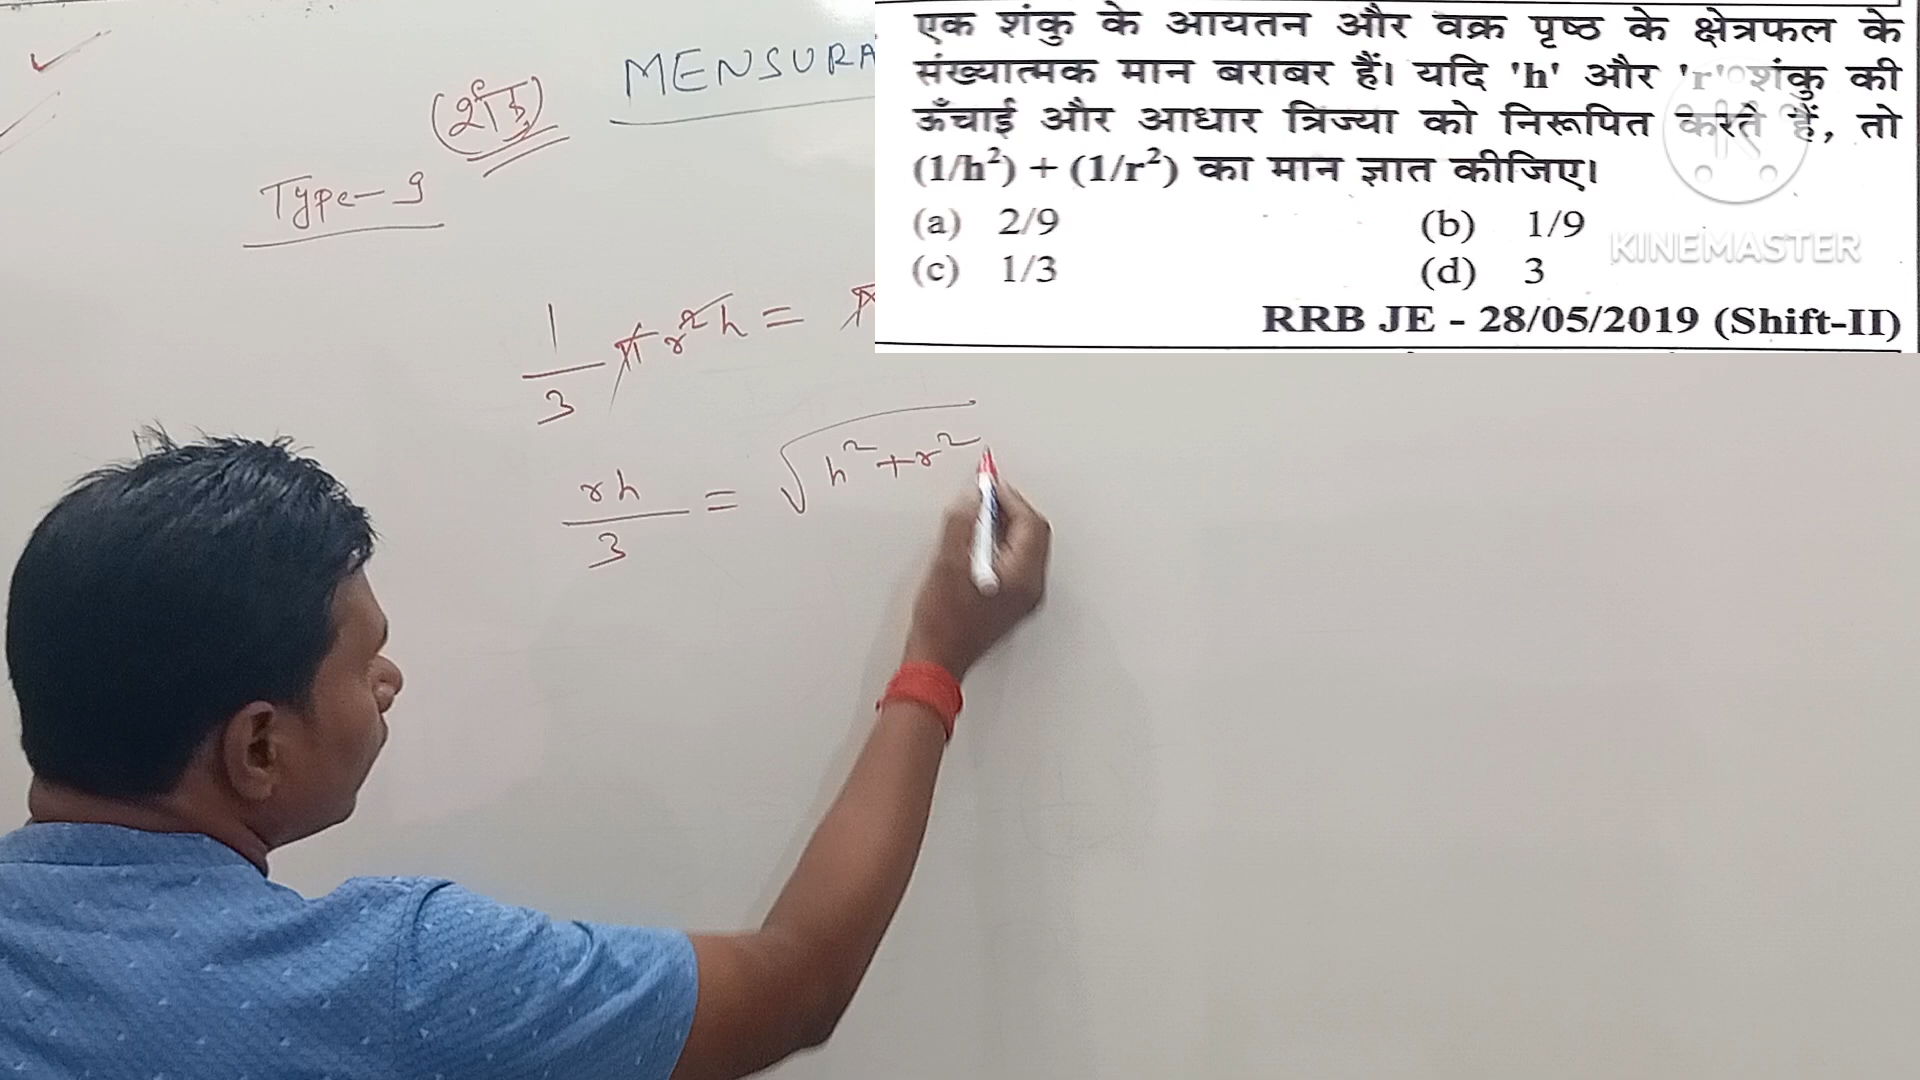 MENSURA
(शंकु)
Type-9
1/3 πr²h = π
rh/3 = √h²+r²
एक शंकु के आयतन और वक्र पृष्ठ के क्षेत्रफल के
संख्यात्मक मान बराबर हैं। यदि 'h' और 'r' शंकु की
ऊँचाई और आधार त्रिज्या को निरूपित करते हैं, तो
(1/h²) + (1/r²) का मान ज्ञात कीजिए।
(a) 2/9 (b) 1/9
(c) 1/3 (d) 3
RRB JE - 28/05/2019 (Shift-II)
KINEMASTER